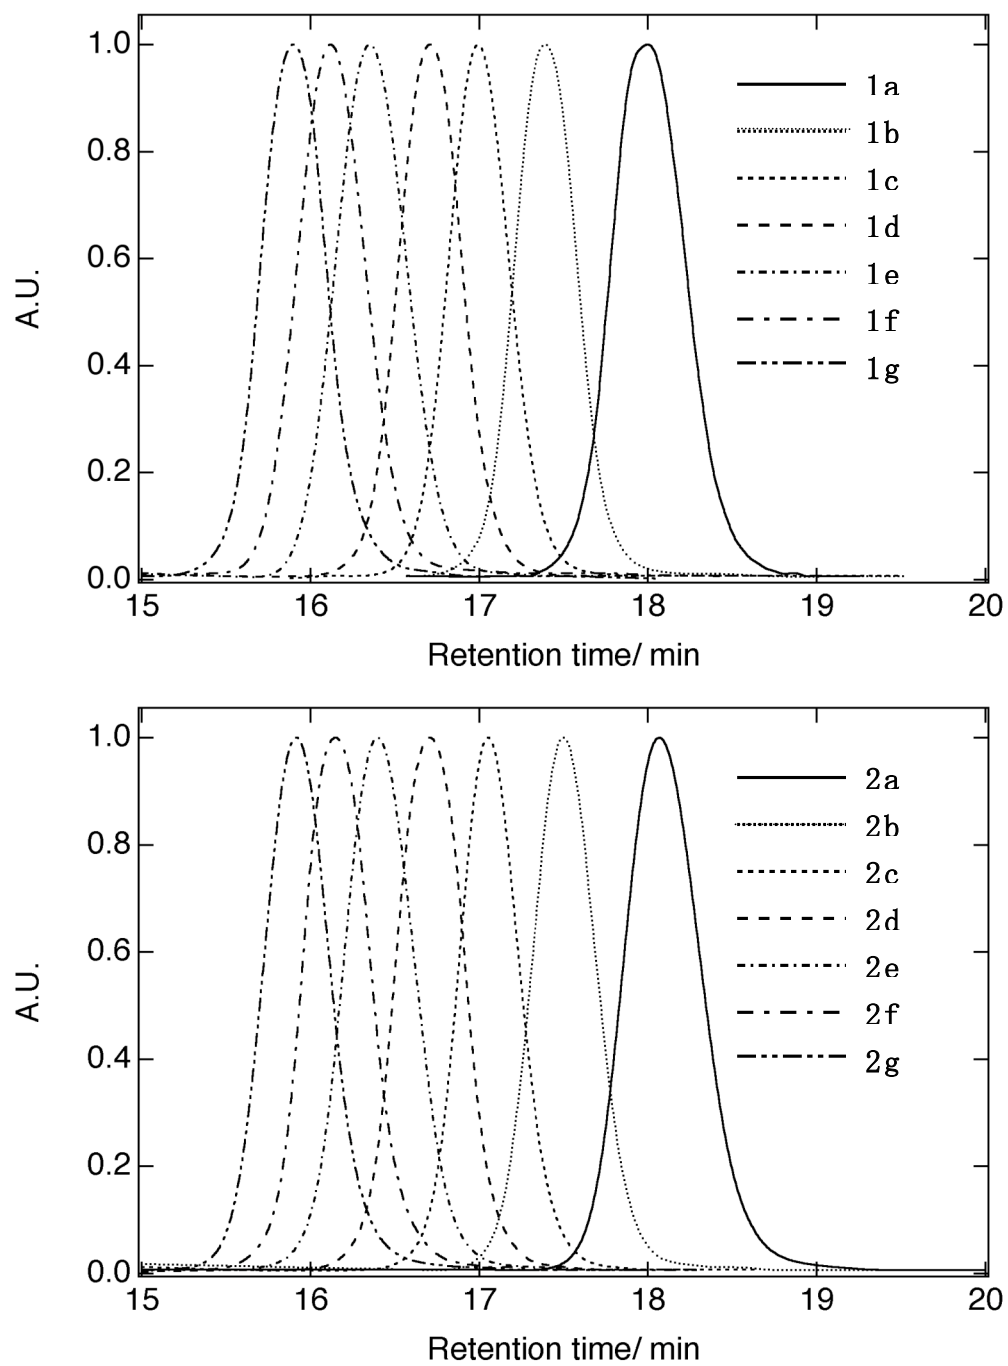 1.0
0.8
0.6
0.4
0.2
0.0
A.U.
1a
1b
1c
1d
1e
1f
1g
15 16 17 18 19 20
Retention time/ min
1.0
0.8
0.6
0.4
0.2
0.0
A.U.
2a
2b
2c
2d
2e
2f
2g
15 16 17 18 19 20
Retention time/ min